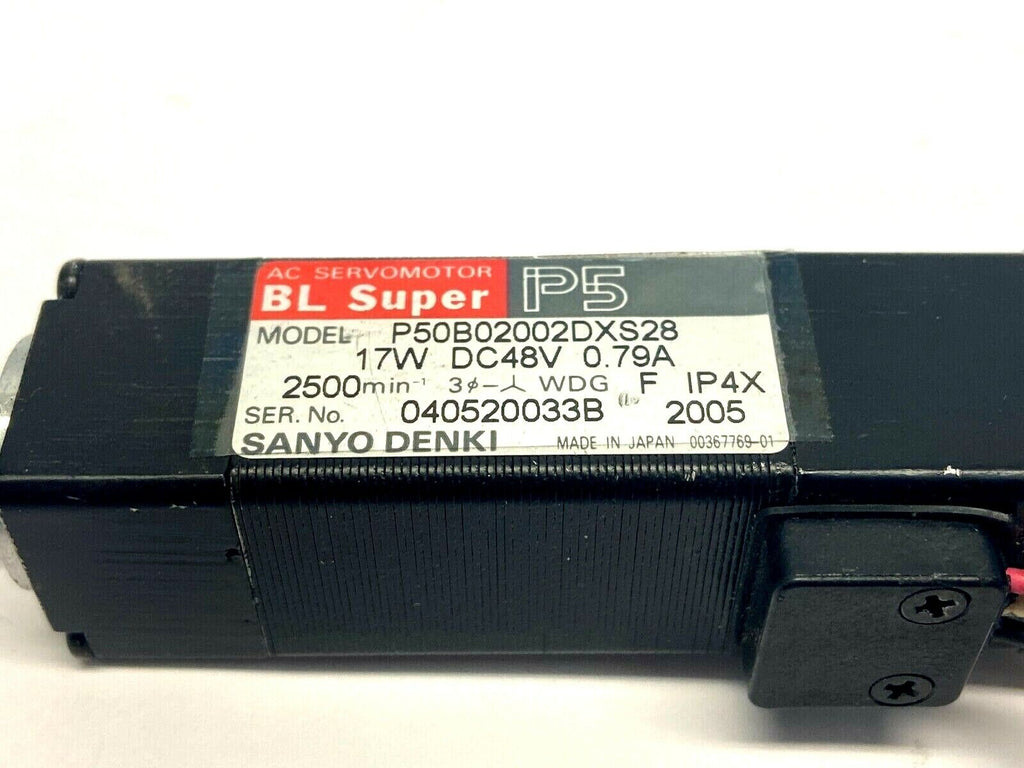 AC SERVOMOTOR
BL Super P5
MODEL P50B02002DXS28
17W DC48V 0.79A
2500min⁻¹ 3ø-⅄ WDG F IP4X
SER. No. 040520033B 2005
SANYO DENKI MADE IN JAPAN 00367769-01